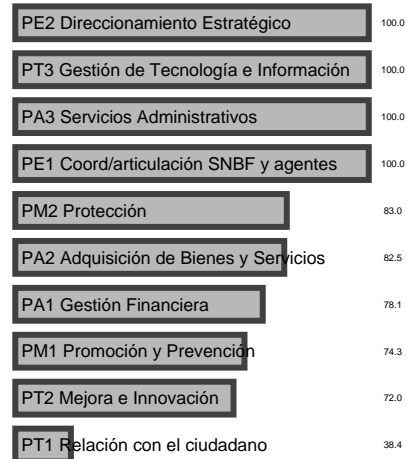 PE2 Direccionamiento Estratégico 100.0
PT3 Gestión de Tecnología e Información 100.0
PA3 Servicios Administrativos 100.0
PE1 Coord/articulación SNBF y agentes 100.0
PM2 Protección 83.0
PA2 Adquisición de Bienes y Servicios 82.5
PA1 Gestión Financiera 78.1
PM1 Promoción y Prevención 74.3
PT2 Mejora e Innovación 72.0
PT1 Relación con el ciudadano 38.4